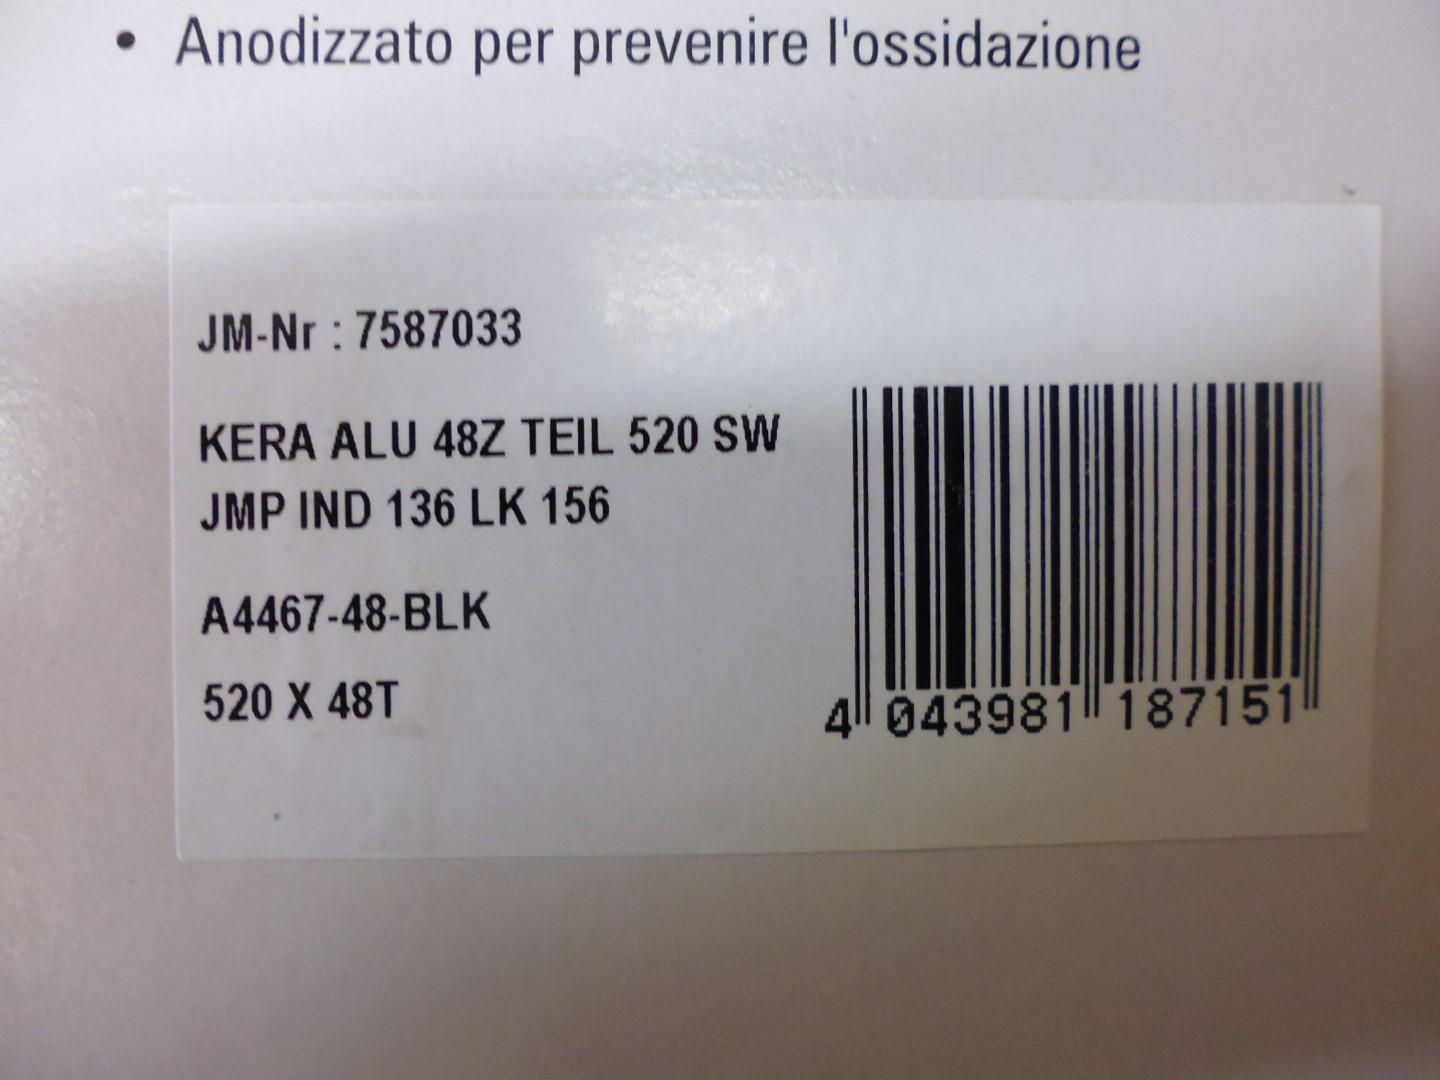 • Anodizzato per prevenire l'ossidazione
JM-Nr : 7587033
KERA ALU 48Z TEIL 520 SW
JMP IND 136 LK 156
A4467-48-BLK
520 X 48T
4 043981 187151